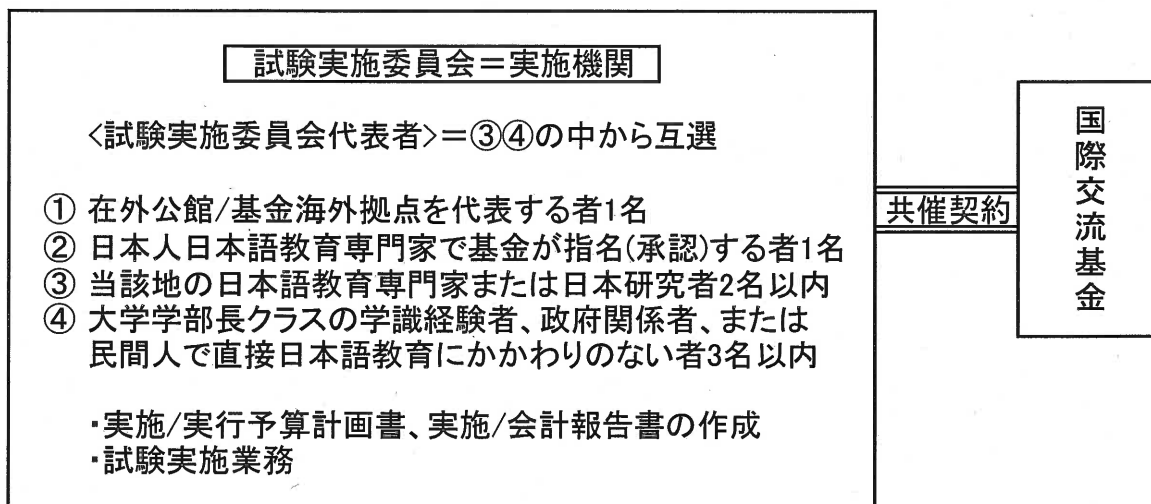 試験実施委員会＝実施機関
<試験実施委員会代表者>＝③④の中から互選
① 在外公館/基金海外拠点を代表する者1名
② 日本人日本語教育専門家で基金が指名(承認)する者1名
③ 当該地の日本語教育専門家または日本研究者2名以内
④ 大学学部長クラスの学識経験者、政府関係者、または
民間人で直接日本語教育にかかわりのない者3名以内
・実施/実行予算計画書、実施/会計報告書の作成
・試験実施業務
共催契約
国際交流基金